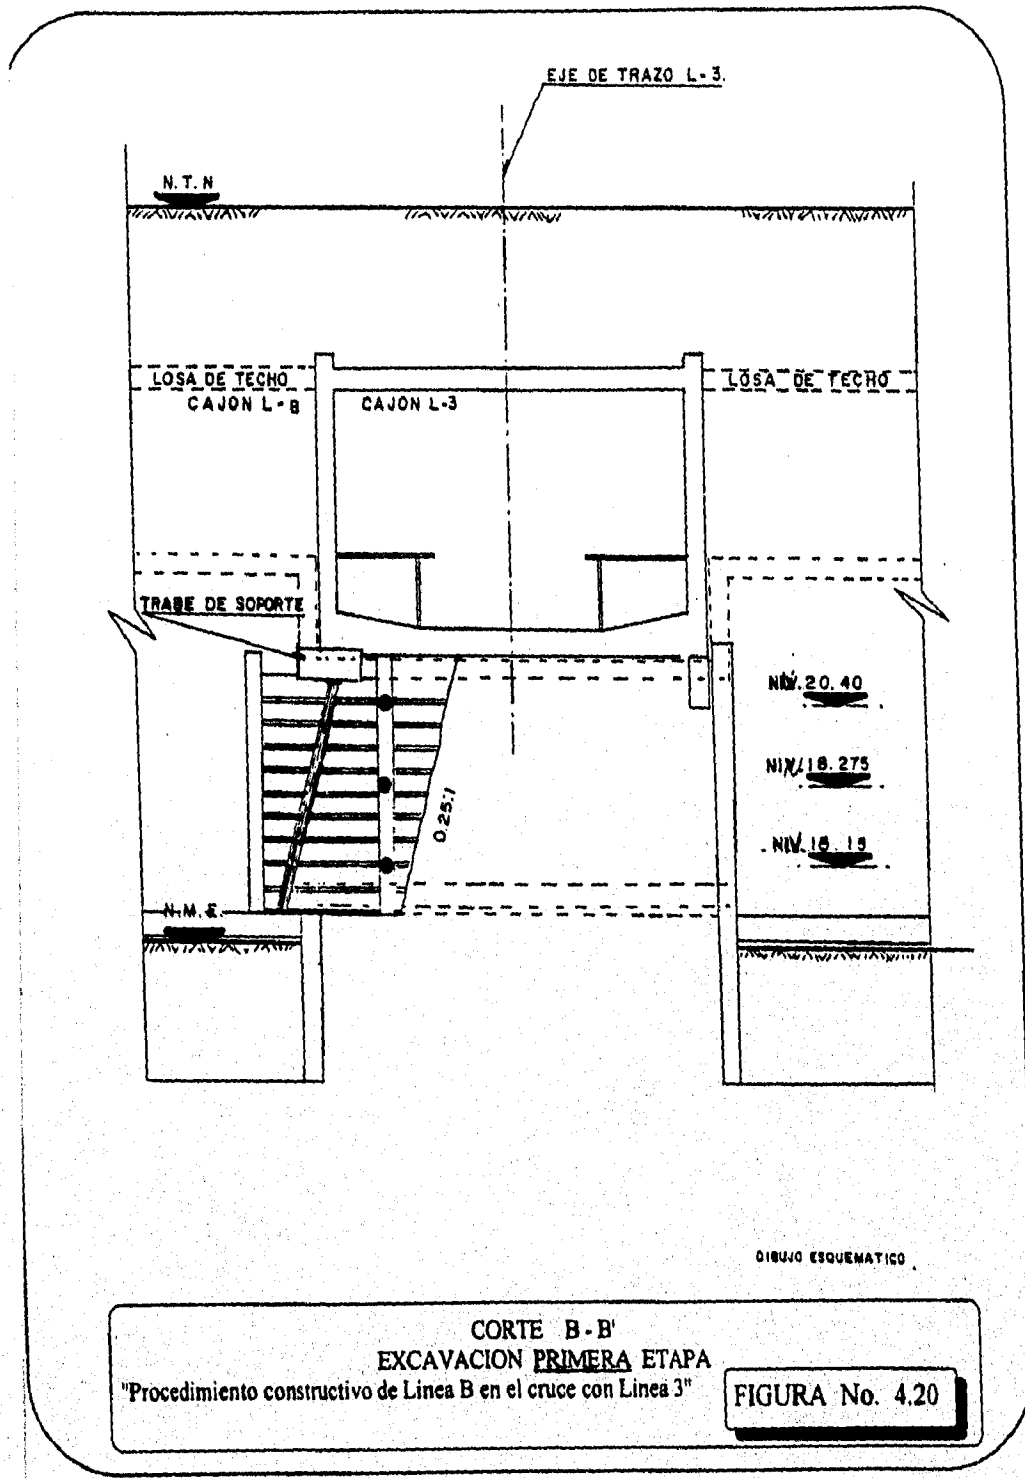 EJE DE TRAZO L-3.
N.T.N
LOSA DE TECHO
LOSA DE TECHO
CAJON L-B
CAJON L-3
TRABE DE SOPORTE
NIV. 20.40
NIV. 18.275
0.25:1
NIV. 18.15
N.M.E.
DIBUJO ESQUEMATICO
CORTE B-B'
EXCAVACION PRIMERA ETAPA
"Procedimiento constructivo de Linea B en el cruce con Linea 3"
FIGURA No. 4.20